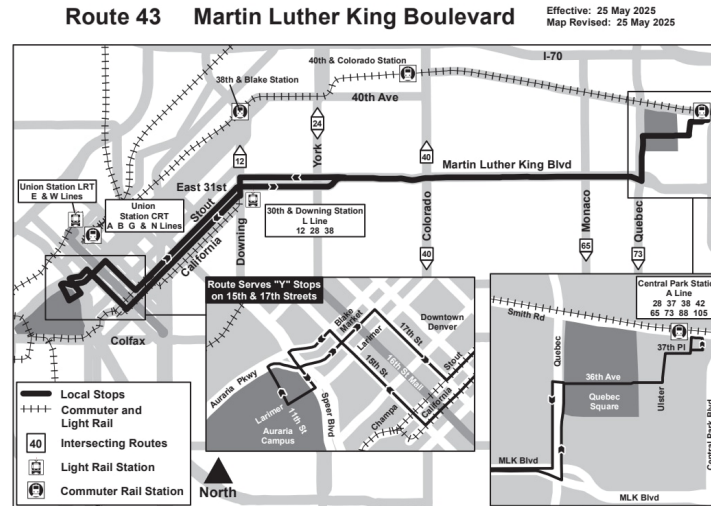 Route 43 Martin Luther King Boulevard
Effective: 25 May 2025
Map Revised: 25 May 2025
I-70
40th & Colorado Station
38th & Blake Station
40th Ave
24
York
12
40
Martin Luther King Blvd
Union Station LRT
E & W Lines
Union
Station CRT
A B G & N Lines
East 31st
Stout
California
Downing
30th & Downing Station
L Line
12 28 38
Colorado
40
Monaco
65
Quebec
73
Colfax
Route Serves "Y" Stops
on 15th & 17th Streets
Downtown
Denver
Blake
Market
Larimer
17th St
16th St Mall
15th St
Stout
California
Champa
Auraria Pkwy
Speer Blvd
Larimer
11th St
Auraria
Campus
Central Park Statio
A Line
28 37 38 42
65 73 88 105
Smith Rd
Quebec
37th Pl
36th Ave
Quebec
Square
Ulster
Central Park Blvd
MLK Blvd
MLK Blvd
Local Stops
Commuter and
Light Rail
40 Intersecting Routes
Light Rail Station
Commuter Rail Station
North